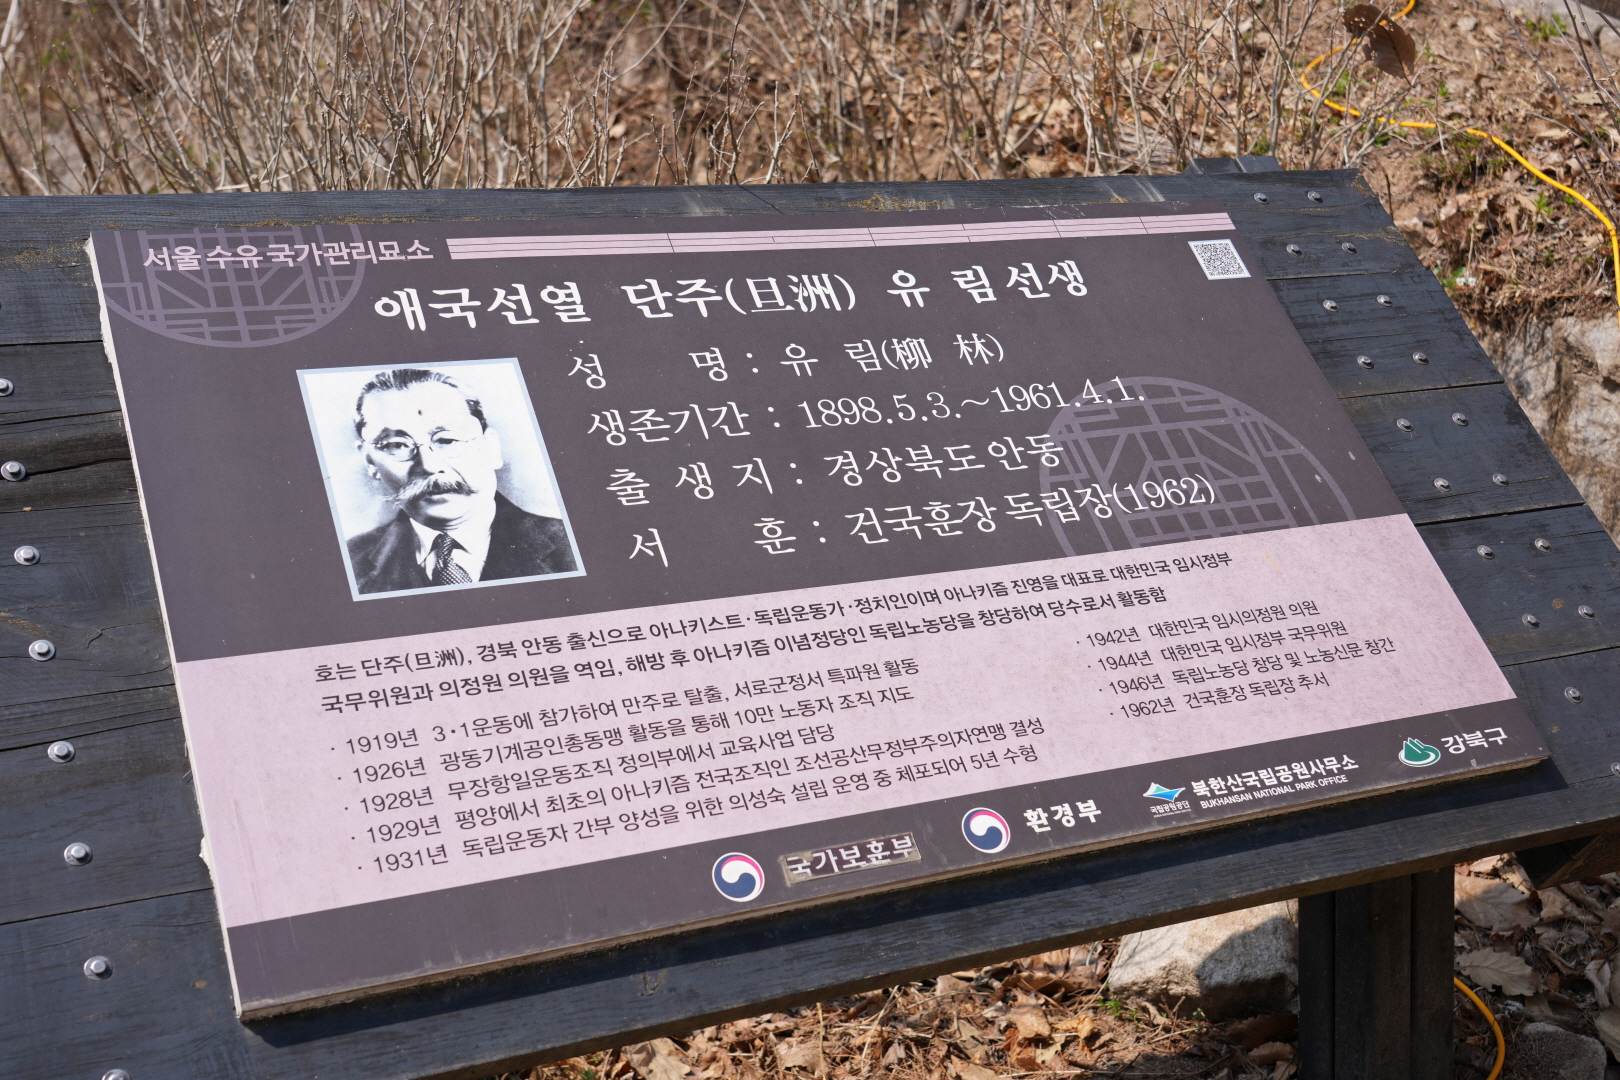 서울 수유 국가관리묘소
애국선열 단주(旦洲) 유 림 선생
성 명 : 유 림(柳 林)
생존기간 : 1898.5.3.~1961.4.1.
출 생 지 : 경상북도 안동
서 훈 : 건국훈장 독립장(1962)
호는 단주(旦洲), 경북 안동 출신으로 아나키스트·독립운동가·정치인이며 아나키즘 진영을 대표로 대한민국 임시정부
국무위원과 의정원 의원을 역임, 해방 후 아나키즘 이념정당인 독립노농당을 창당하여 당수로서 활동함
· 1919년 3·1운동에 참가하여 만주로 탈출, 서로군정서 특파원 활동
· 1926년 광동기계공인총동맹 활동을 통해 10만 노동자 조직 지도
· 1928년 무장항일운동조직 정의부에서 교육사업 담당
· 1929년 평양에서 최초의 아나키즘 전국조직인 조선공산무정부주의자연맹 결성
· 1931년 독립운동자 간부 양성을 위한 의성숙 설립 운영 중 체포되어 5년 수형
· 1942년 대한민국 임시의정원 의원
· 1944년 대한민국 임시정부 국무위원
· 1946년 독립노농당 창당 및 노농신문 창간
· 1962년 건국훈장 독립장 추서
국가보훈부
환경부
국립공원공단
북한산국립공원사무소
BUKHANSAN NATIONAL PARK OFFICE
강북구